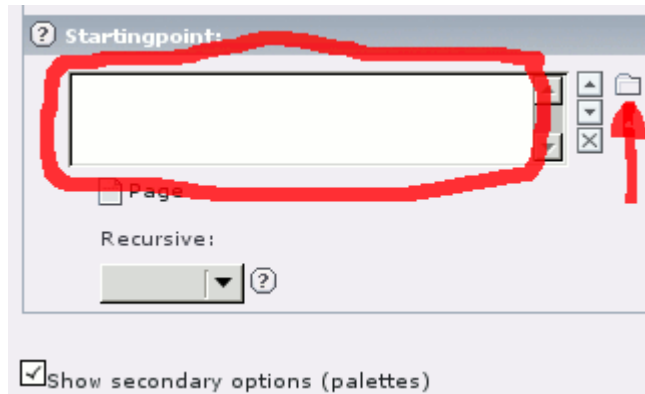 Startingpoint:
Page
Recursive:
Show secondary options (palettes)